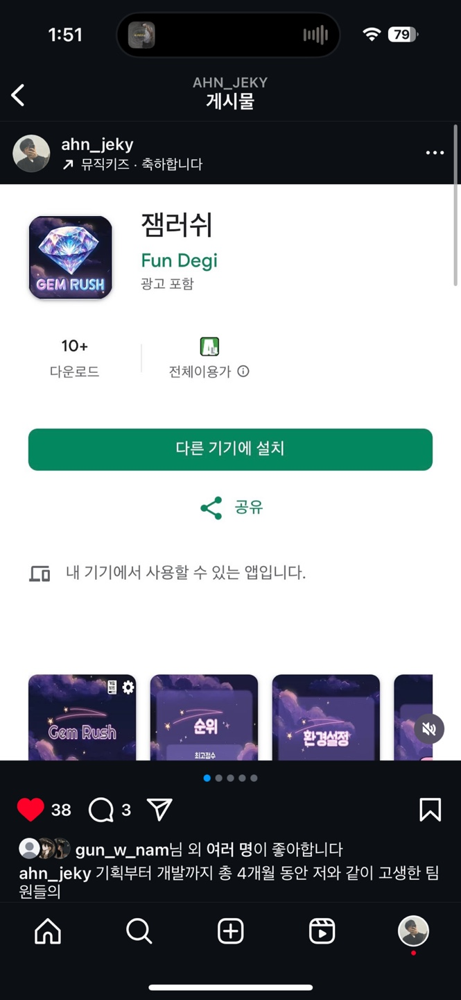 1:51
79
AHN_JEKY
게시물
ahn_jeky
뮤직키즈 · 축하합니다
GEM RUSH
잼러쉬
Fun Degi
광고 포함
10+
다운로드
전체이용가
다른 기기에 설치
공유
내 기기에서 사용할 수 있는 앱입니다.
Gem Rush
순위
최고점수
환경설정
38
3
gun_w_nam님 외 여러 명이 좋아합니다
ahn_jeky 기획부터 개발까지 총 4개월 동안 저와 같이 고생한 팀
원들의